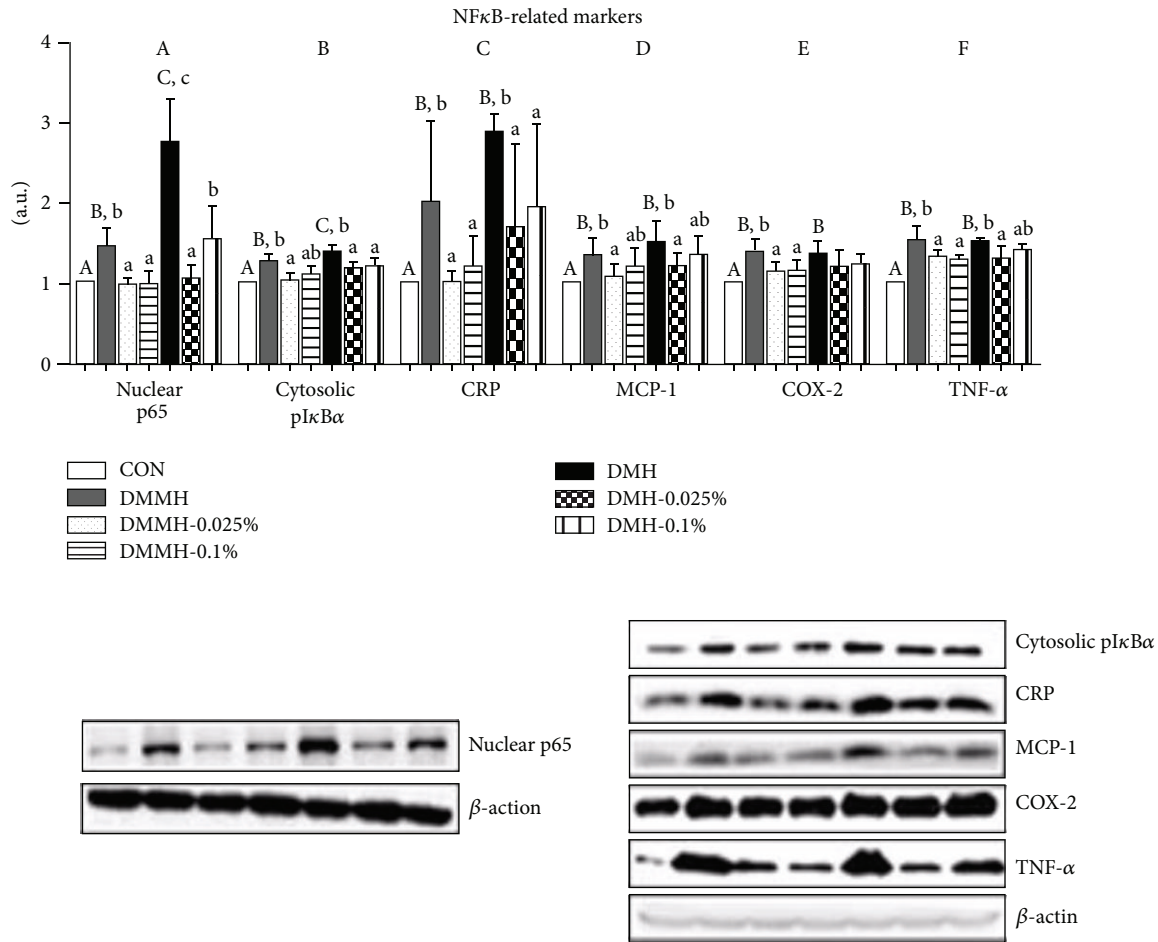 NFκB-related markers
A B C D E F
4
3
2
1
0
(a.u.)
A B, b a a C, c a b
A B, b a ab C, b a a
A B, b a a B, b a a
A B, b a ab B, b a ab
A B, b a a B
A B, b a a B, b a ab
Nuclear p65
Cytosolic pIκBα
CRP
MCP-1
COX-2
TNF-α
CON
DMMH
DMMH-0.025%
DMMH-0.1%
DMH
DMH-0.025%
DMH-0.1%
Nuclear p65
β-action
Cytosolic pIκBα
CRP
MCP-1
COX-2
TNF-α
β-actin